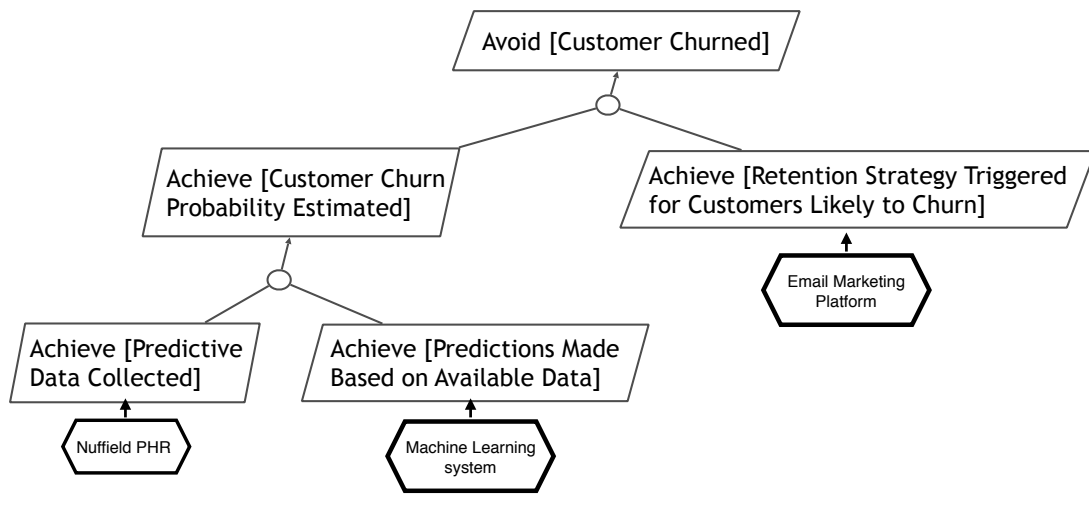 Avoid [Customer Churned]
Achieve [Customer Churn
Probability Estimated]
Achieve [Retention Strategy Triggered
for Customers Likely to Churn]
Email Marketing
Platform
Achieve [Predictive
Data Collected]
Achieve [Predictions Made
Based on Available Data]
Nuffield PHR
Machine Learning
system